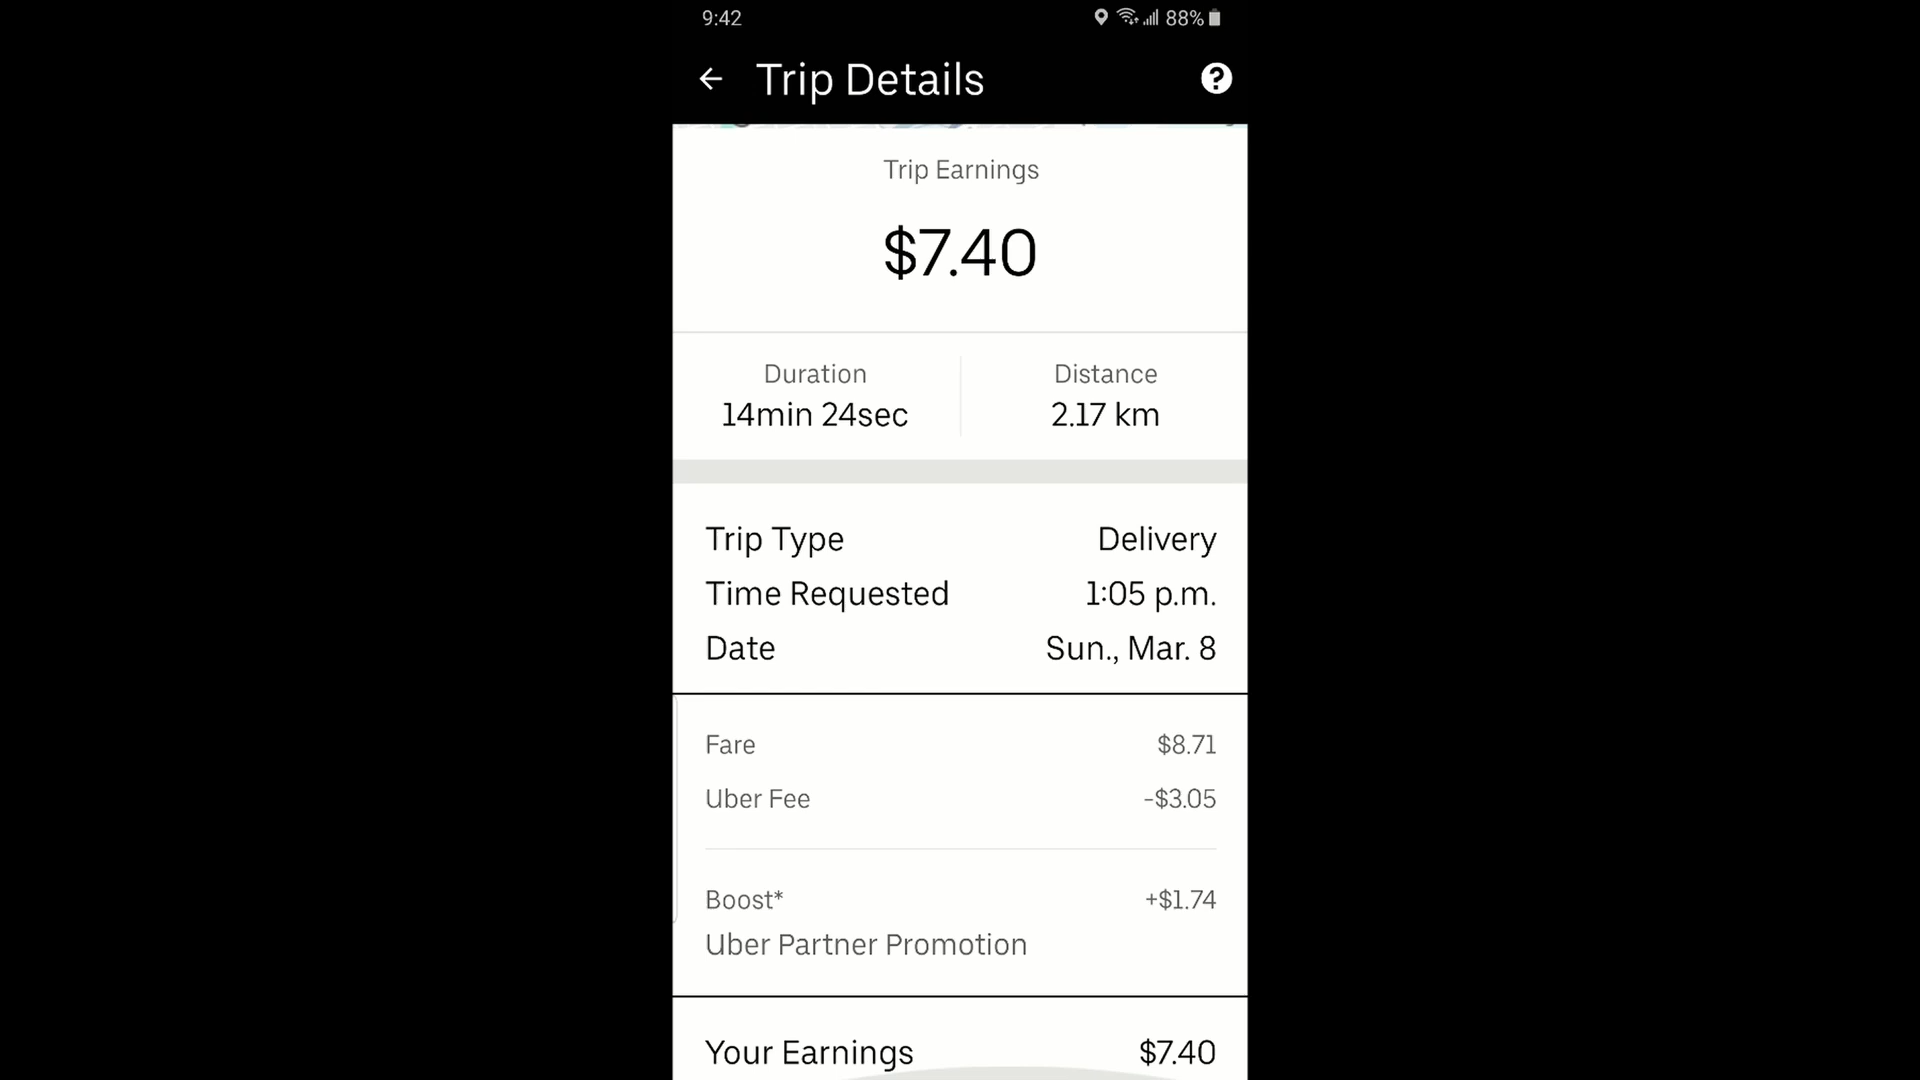 9:42
88%
Trip Details
Trip Earnings
$7.40
Duration
Distance
14min 24sec
2.17 km
Trip Type Delivery
Time Requested 1:05 p.m.
Date Sun., Mar. 8
Fare $8.71
Uber Fee -$3.05
Boost* +$1.74
Uber Partner Promotion
Your Earnings $7.40